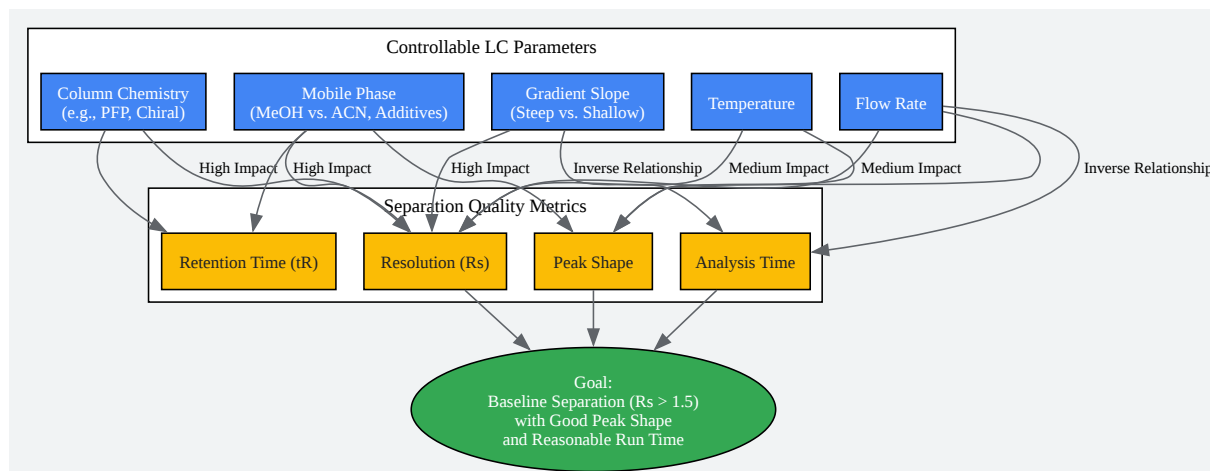 Controllable LC Parameters
Column Chemistry
(e.g., PFP, Chiral)
Mobile Phase
(MeOH vs. ACN, Additives)
Gradient Slope
(Steep vs. Shallow)
Temperature
Flow Rate
High Impact
High Impact
High Impact
Inverse Relationship
Medium Impact
Medium Impact
Inverse Relationship
Separation Quality Metrics
Retention Time (tR)
Resolution (Rs)
Peak Shape
Analysis Time
Goal:
Baseline Separation (Rs > 1.5)
with Good Peak Shape
and Reasonable Run Time